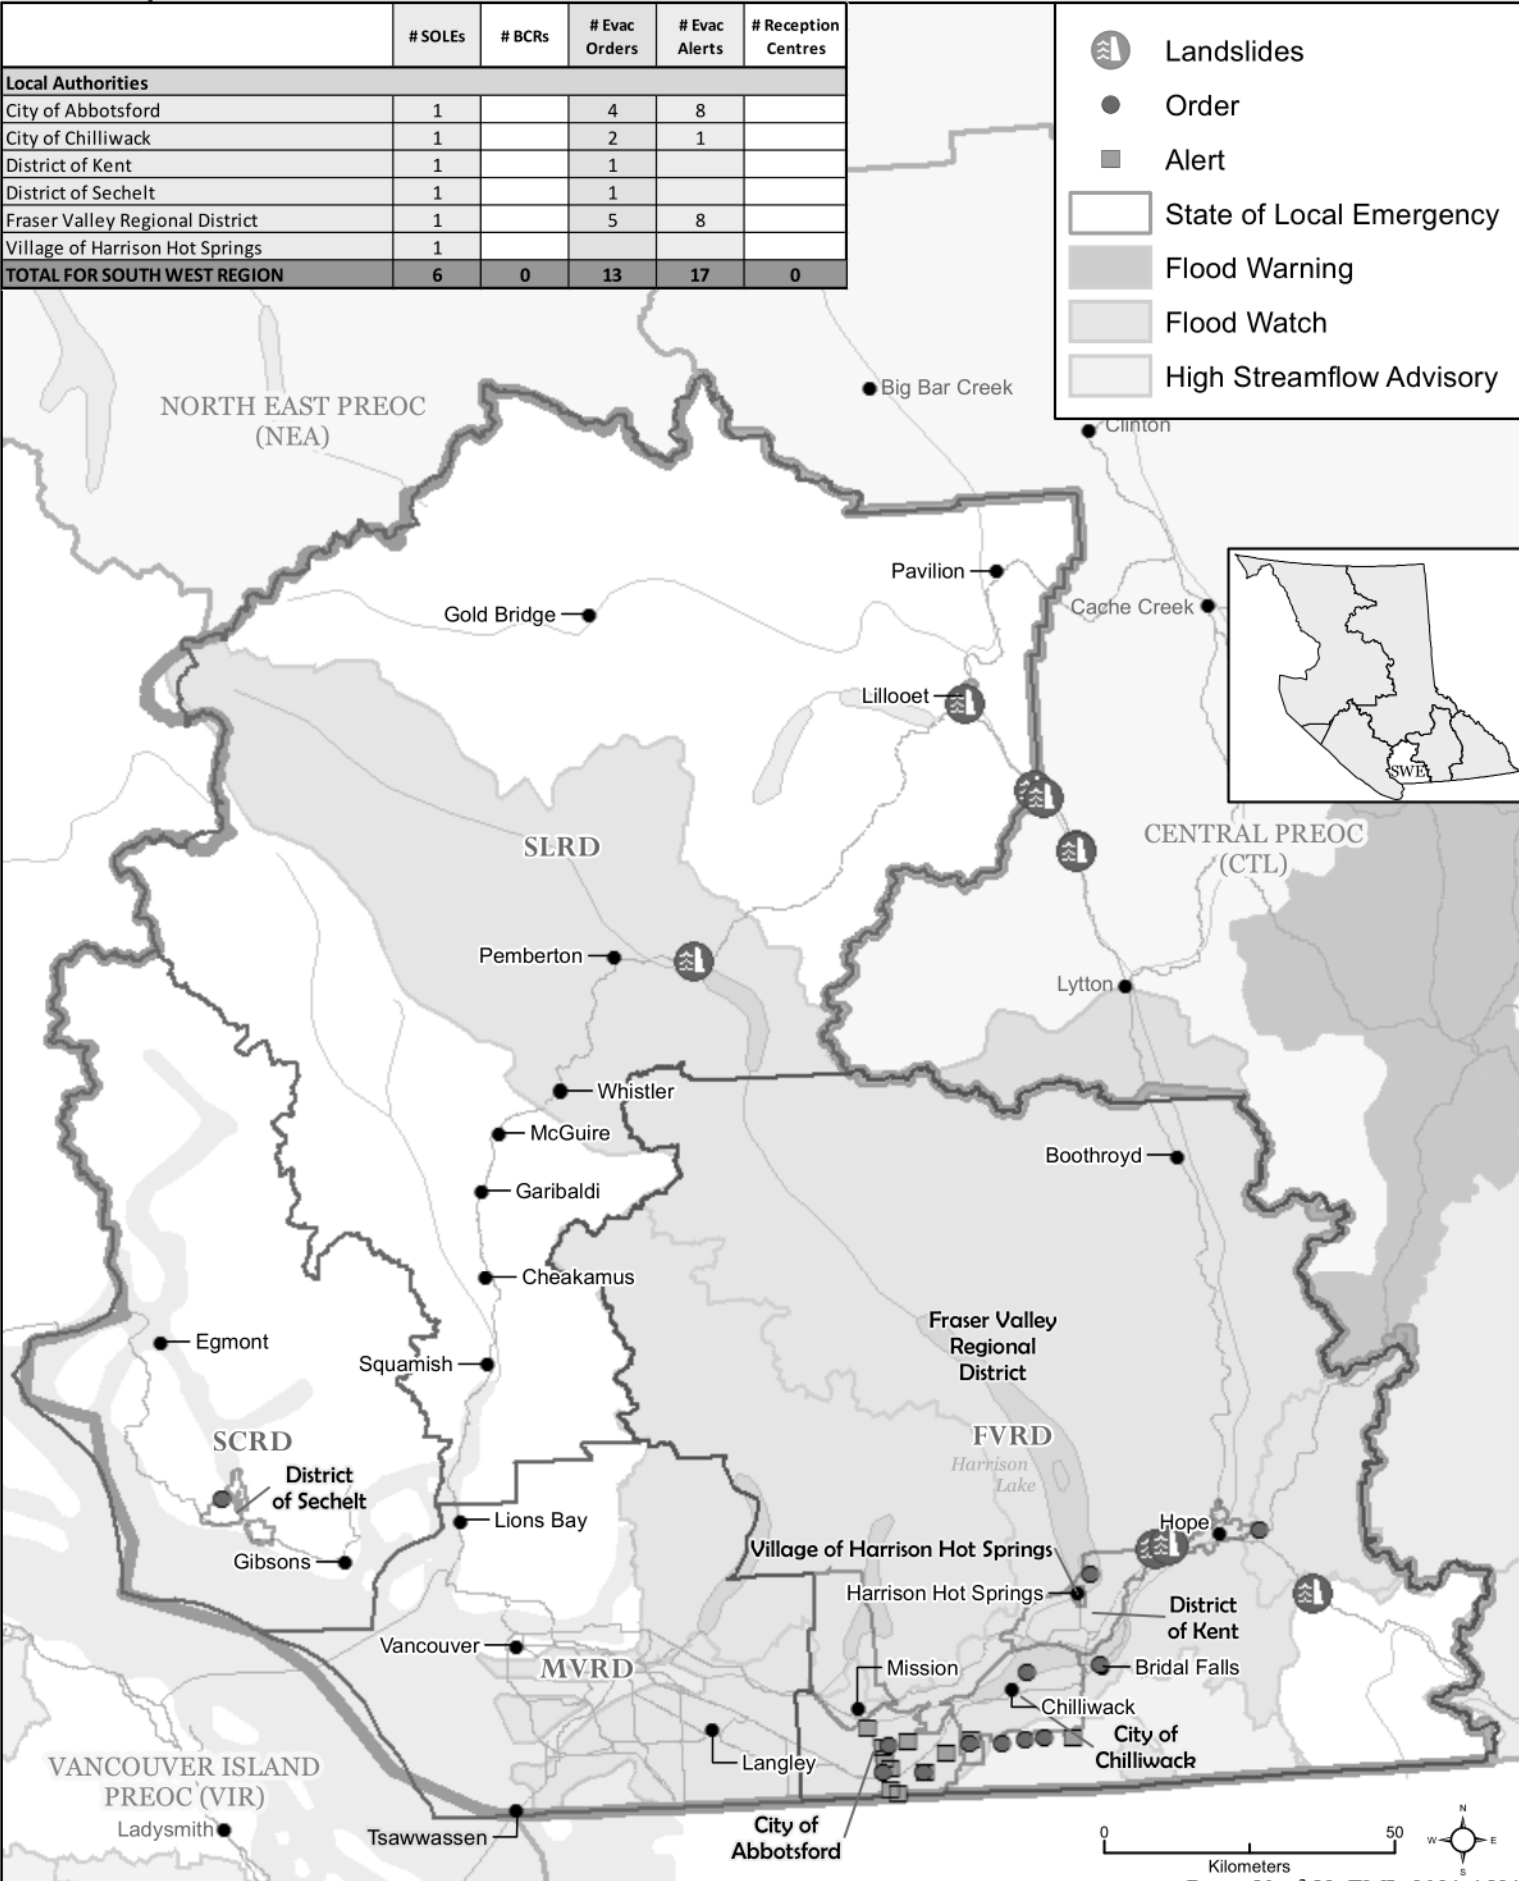 # SOLEs # BCRs # Evac Orders # Evac Alerts # Reception Centres
Local Authorities
City of Abbotsford 1 4 8
City of Chilliwack 1 2 1
District of Kent 1 1
District of Sechelt 1 1
Fraser Valley Regional District 1 5 8
Village of Harrison Hot Springs 1
TOTAL FOR SOUTH WEST REGION 6 0 13 17 0
Landslides
Order
Alert
State of Local Emergency
Flood Warning
Flood Watch
High Streamflow Advisory
NORTH EAST PREOC
(NEA)
Big Bar Creek
Clinton
Pavilion
Cache Creek
Gold Bridge
Lillooet
SWE
CENTRAL PREOC
(CTL)
SLRD
Pemberton
Lytton
Whistler
McGuire
Boothroyd
Garibaldi
Cheakamus
Egmont
Squamish
Fraser Valley
Regional
District
FVRD
Harrison
Lake
SCRD
District
of Sechelt
Lions Bay
Hope
Gibsons
Village of Harrison Hot Springs
Harrison Hot Springs
District
of Kent
Vancouver
MVRD
Mission
Bridal Falls
Chilliwack
City of
Chilliwack
Langley
VANCOUVER ISLAND
PREOC (VIR)
Ladysmith
Tsawwassen
City of
Abbotsford
0 50
Kilometers
N
W E
S